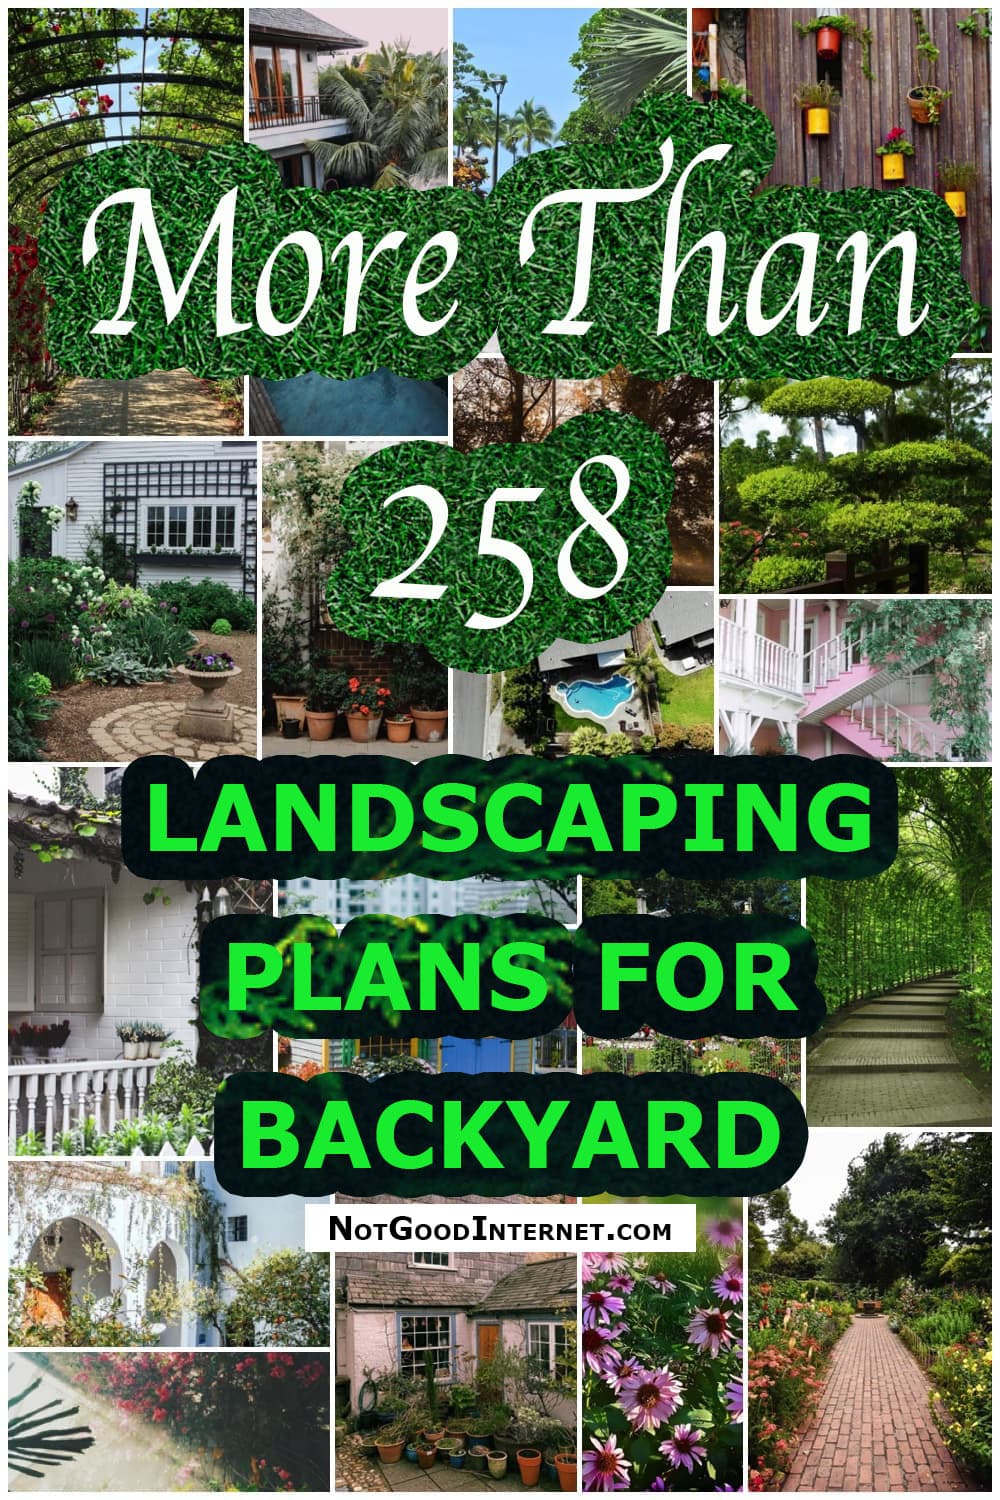 More Than
258
LANDSCAPING
PLANS FOR
BACKYARD
NotGoodInternet.com